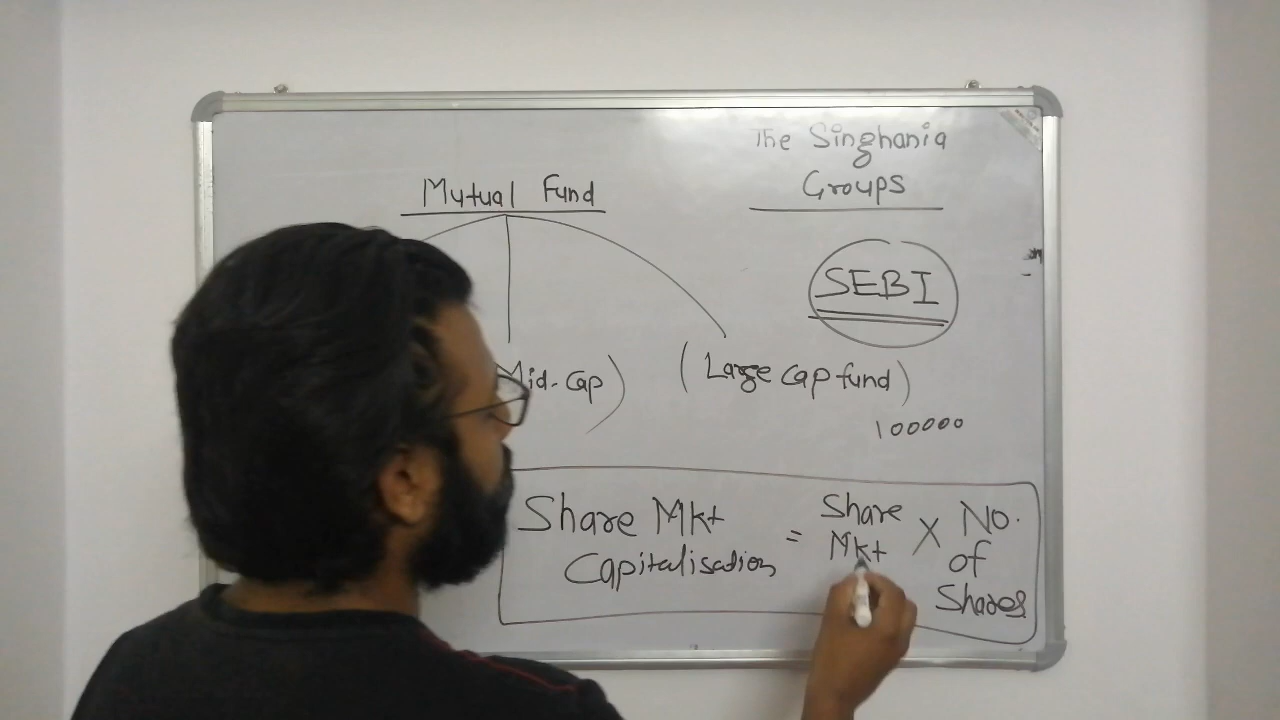 The Singhania
Groups
Mutual Fund
SEBI
Mid-Cap)
(Large Cap fund)
100000
Share Mkt
Capitalisation
=
Share
Mkt
X
No.
of
Shares